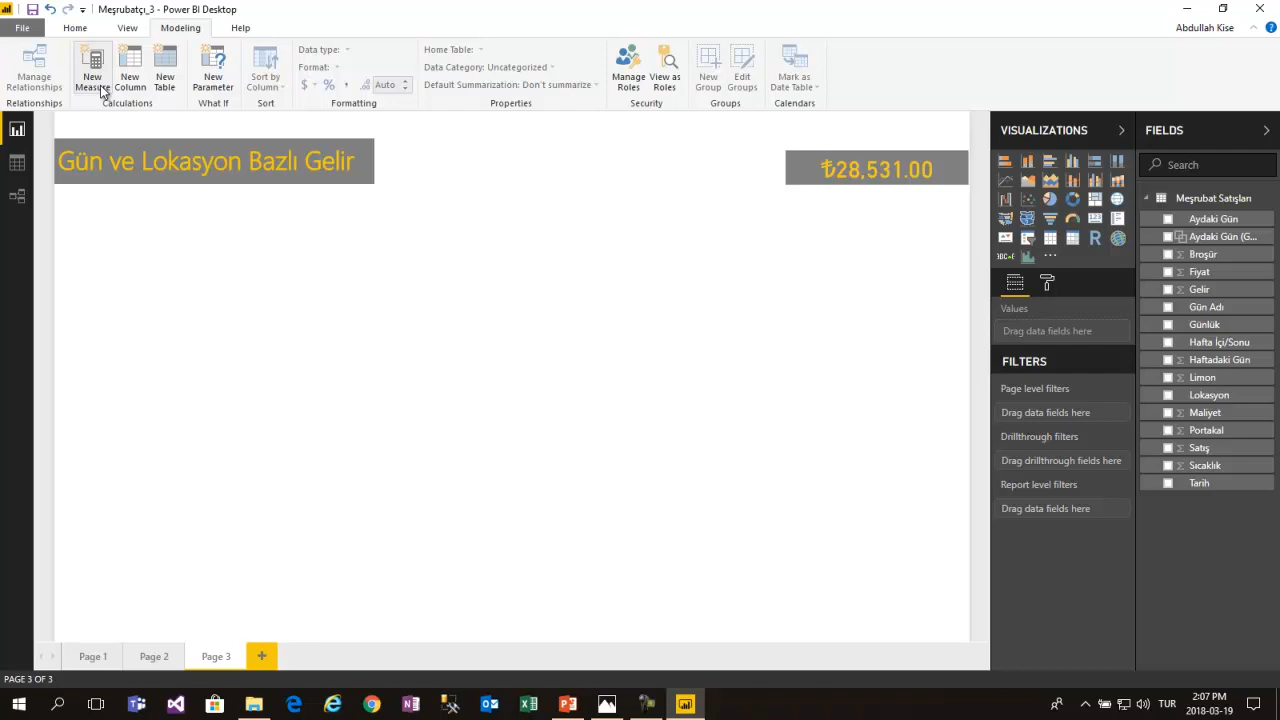 Meşrubatçı_3 - Power BI Desktop
File Home View Modeling Help Abdullah Kise
Manage Relationships
New Measure
New Column
New Table
New Parameter
Sort by Column
Data type:
Format:
$ % , Auto
Home Table:
Data Category: Uncategorized
Default Summarization: Don't summarize
Manage Roles
View as Roles
New Group
Edit Groups
Mark as Date Table
Relationships Calculations What If Sort Formatting Properties Security Groups Calendars
Gün ve Lokasyon Bazlı Gelir
₺28,531.00
VISUALIZATIONS
R
Values
Drag data fields here
FILTERS
Page level filters
Drag data fields here
Drillthrough filters
Drag drillthrough fields here
Report level filters
Drag data fields here
FIELDS
Search
Meşrubat Satışları
Aydaki Gün
Aydaki Gün (G...
Broşür
Fiyat
Gelir
Gün Adı
Günlük
Hafta İçi/Sonu
Haftadaki Gün
Limon
Lokasyon
Maliyet
Portakal
Satış
Sıcaklık
Tarih
Page 1 Page 2 Page 3 +
PAGE 3 OF 3
TUR
2:07 PM
2018-03-19